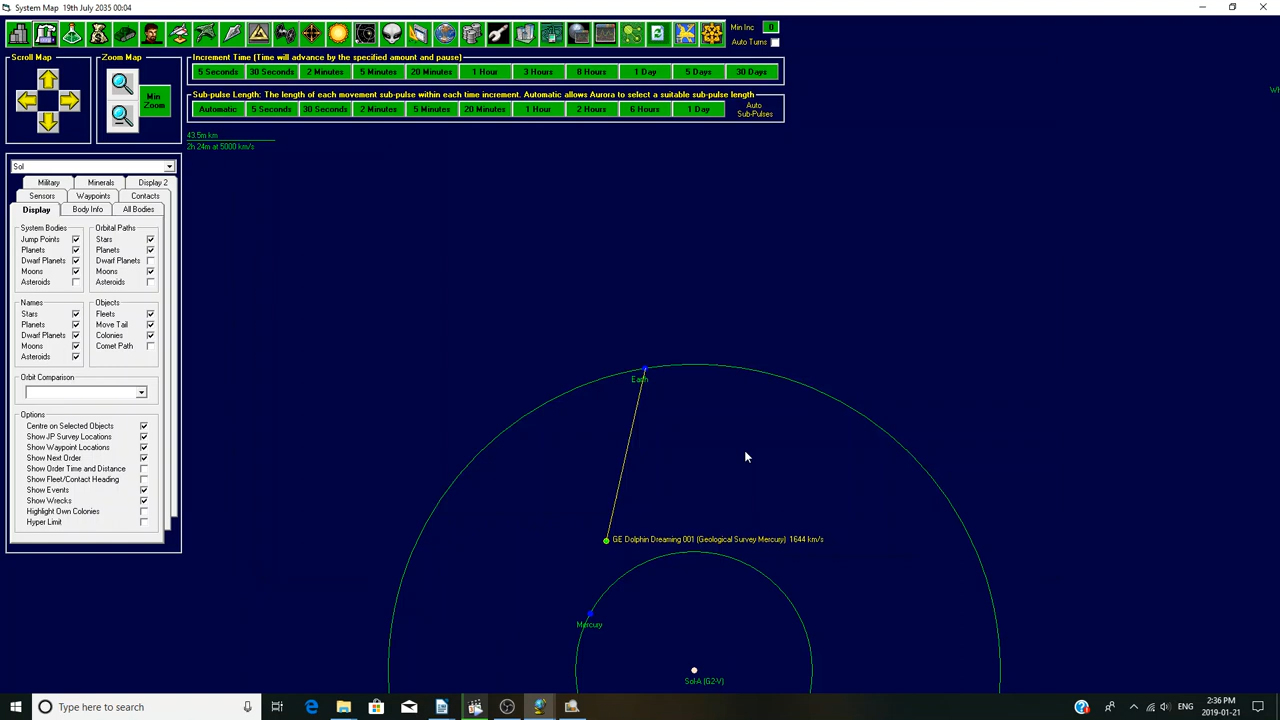 System Map   19th July 2035 00:04
Min Inc 0
Auto Turns
Scroll Map
Zoom Map
Min Zoom
Increment Time (Time will advance by the specified amount and pause)
5 Seconds 30 Seconds 2 Minutes 5 Minutes 20 Minutes 1 Hour 3 Hours 8 Hours 1 Day 5 Days 30 Days
Sub-pulse Length: The length of each movement sub-pulse within each time increment. Automatic allows Aurora to select a suitable sub-pulse length
Automatic 5 Seconds 30 Seconds 2 Minutes 5 Minutes 20 Minutes 1 Hour 2 Hours 6 Hours 1 Day
Auto Sub-Pulses
43.5m km
2h 24m at 5000 km/s
Sol
Military Minerals Display 2
Sensors Waypoints Contacts
Display Body Info All Bodies
System Bodies
Jump Points
Planets
Dwarf Planets
Moons
Asteroids
Orbital Paths
Stars
Planets
Dwarf Planets
Moons
Asteroids
Names
Stars
Planets
Dwarf Planets
Moons
Asteroids
Objects
Fleets
Move Tail
Colonies
Comet Path
Orbit Comparison
Options
Centre on Selected Objects
Show JP Survey Locations
Show Waypoint Locations
Show Next Order
Show Order Time and Distance
Show Fleet/Contact Heading
Show Events
Show Wrecks
Highlight Own Colonies
Hyper Limit
Earth
GE Dolphin Dreaming 001 (Geological Survey Mercury) 1644 km/s
Mercury
Sol-A (G2-V)
Type here to search
ENG
2:36 PM
2019-01-21